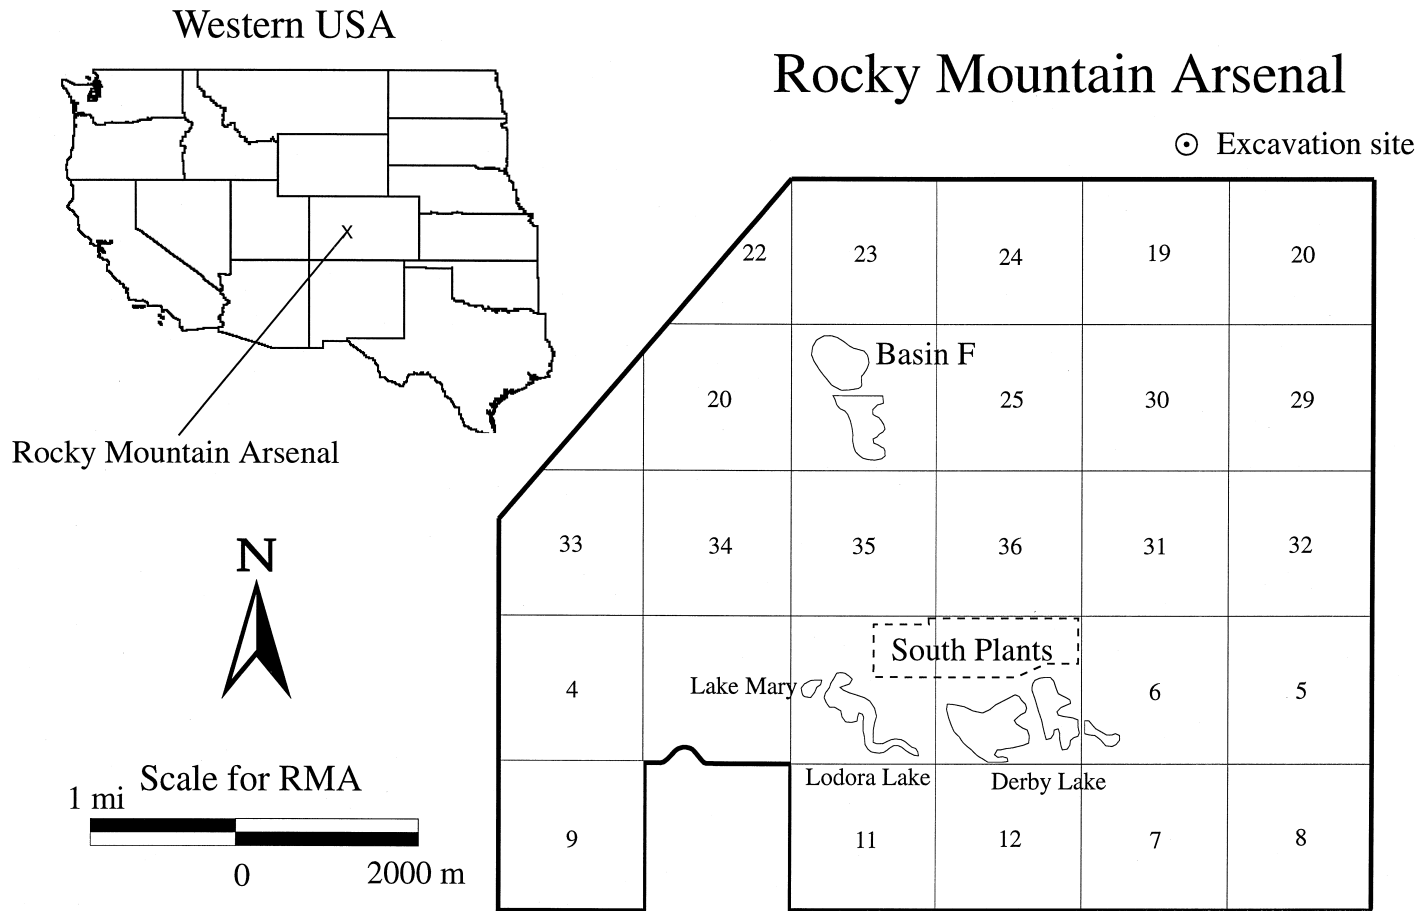 Western USA
Rocky Mountain Arsenal
Excavation site
X
Rocky Mountain Arsenal
22 23 24 19 20
Basin F
20 25 30 29
33 34 35 36 31 32
N
South Plants
Lake Mary
4 6 5
Lodora Lake Derby Lake
Scale for RMA
1 mi
0 2000 m
9 11 12 7 8